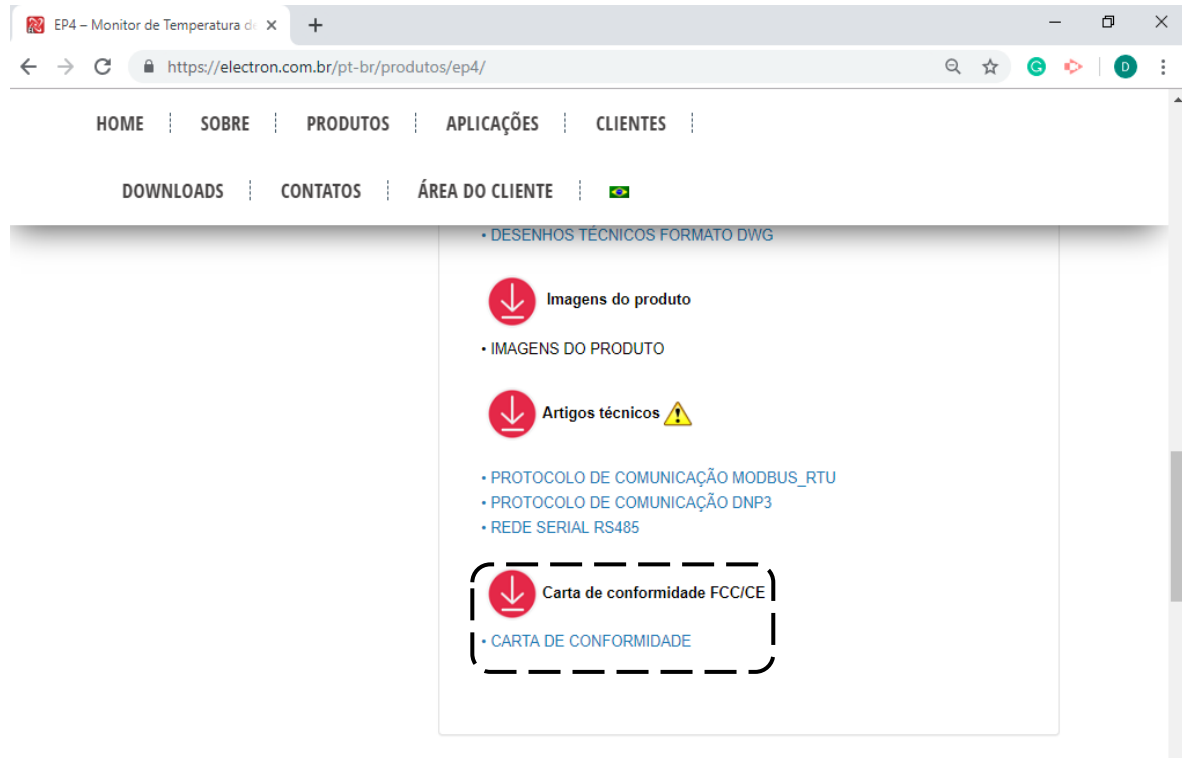 EP4 – Monitor de Temperatura de
https://electron.com.br/pt-br/produtos/ep4/
D
HOME SOBRE PRODUTOS APLICAÇÕES CLIENTES
DOWNLOADS CONTATOS ÁREA DO CLIENTE
• DESENHOS TÉCNICOS FORMATO DWG
Imagens do produto
• IMAGENS DO PRODUTO
Artigos técnicos
• PROTOCOLO DE COMUNICAÇÃO MODBUS_RTU
• PROTOCOLO DE COMUNICAÇÃO DNP3
• REDE SERIAL RS485
Carta de conformidade FCC/CE
• CARTA DE CONFORMIDADE